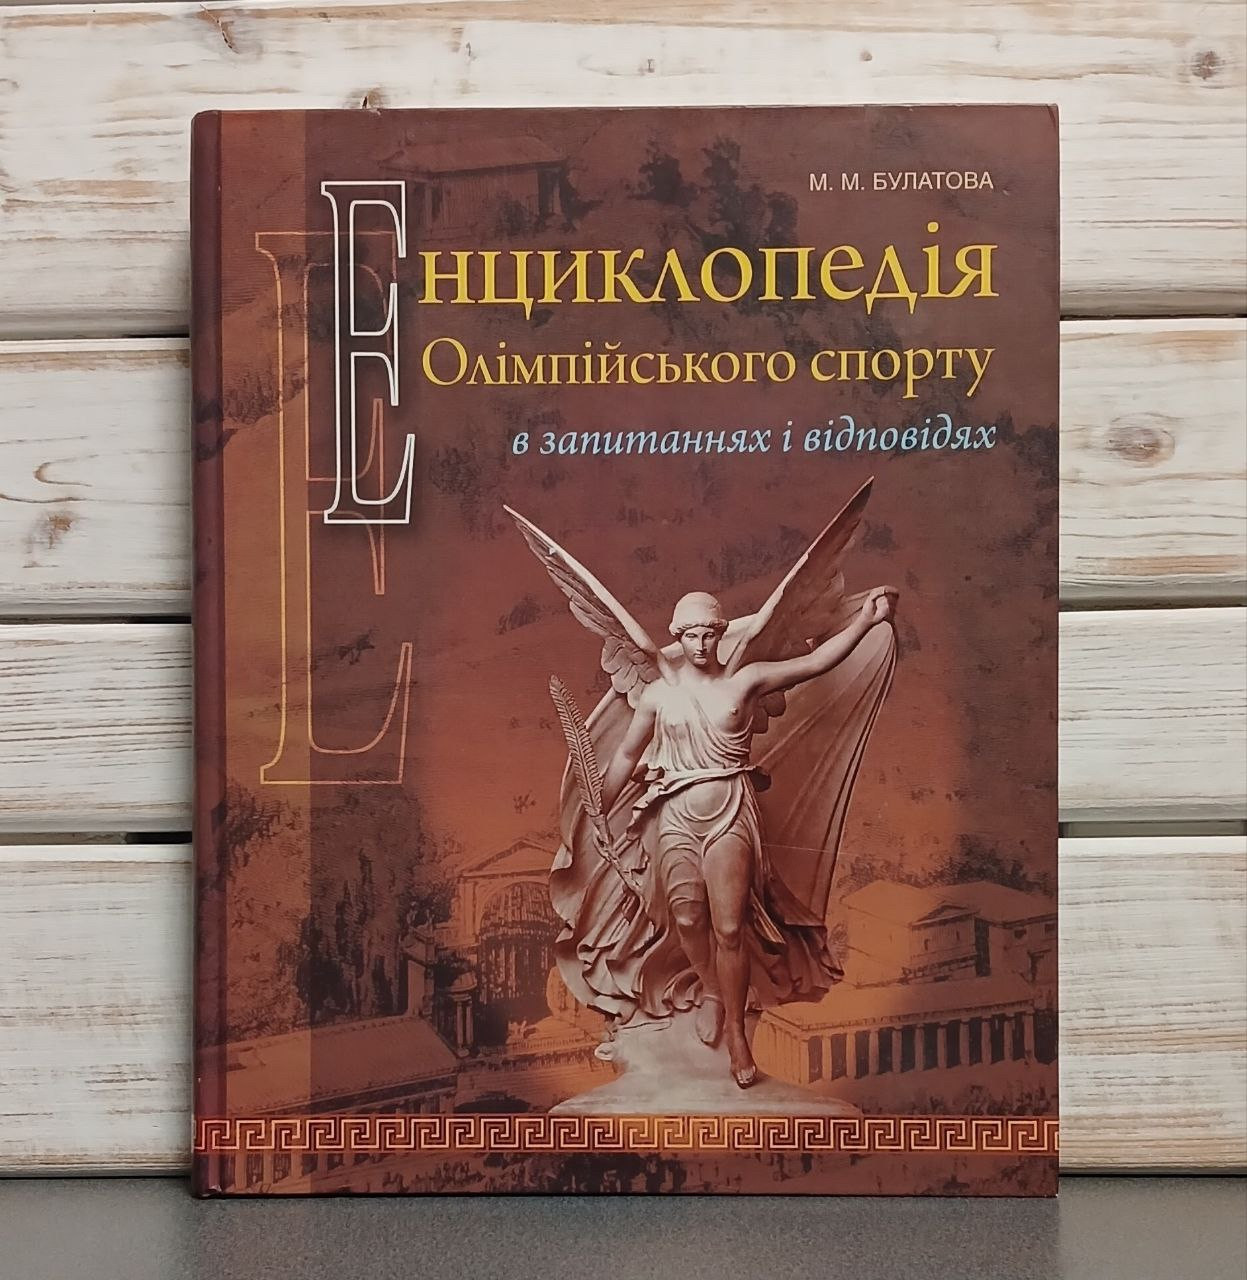 М. М. БУЛАТОВА
Енциклопедія
Олімпійського спорту
в запитаннях і відповідях